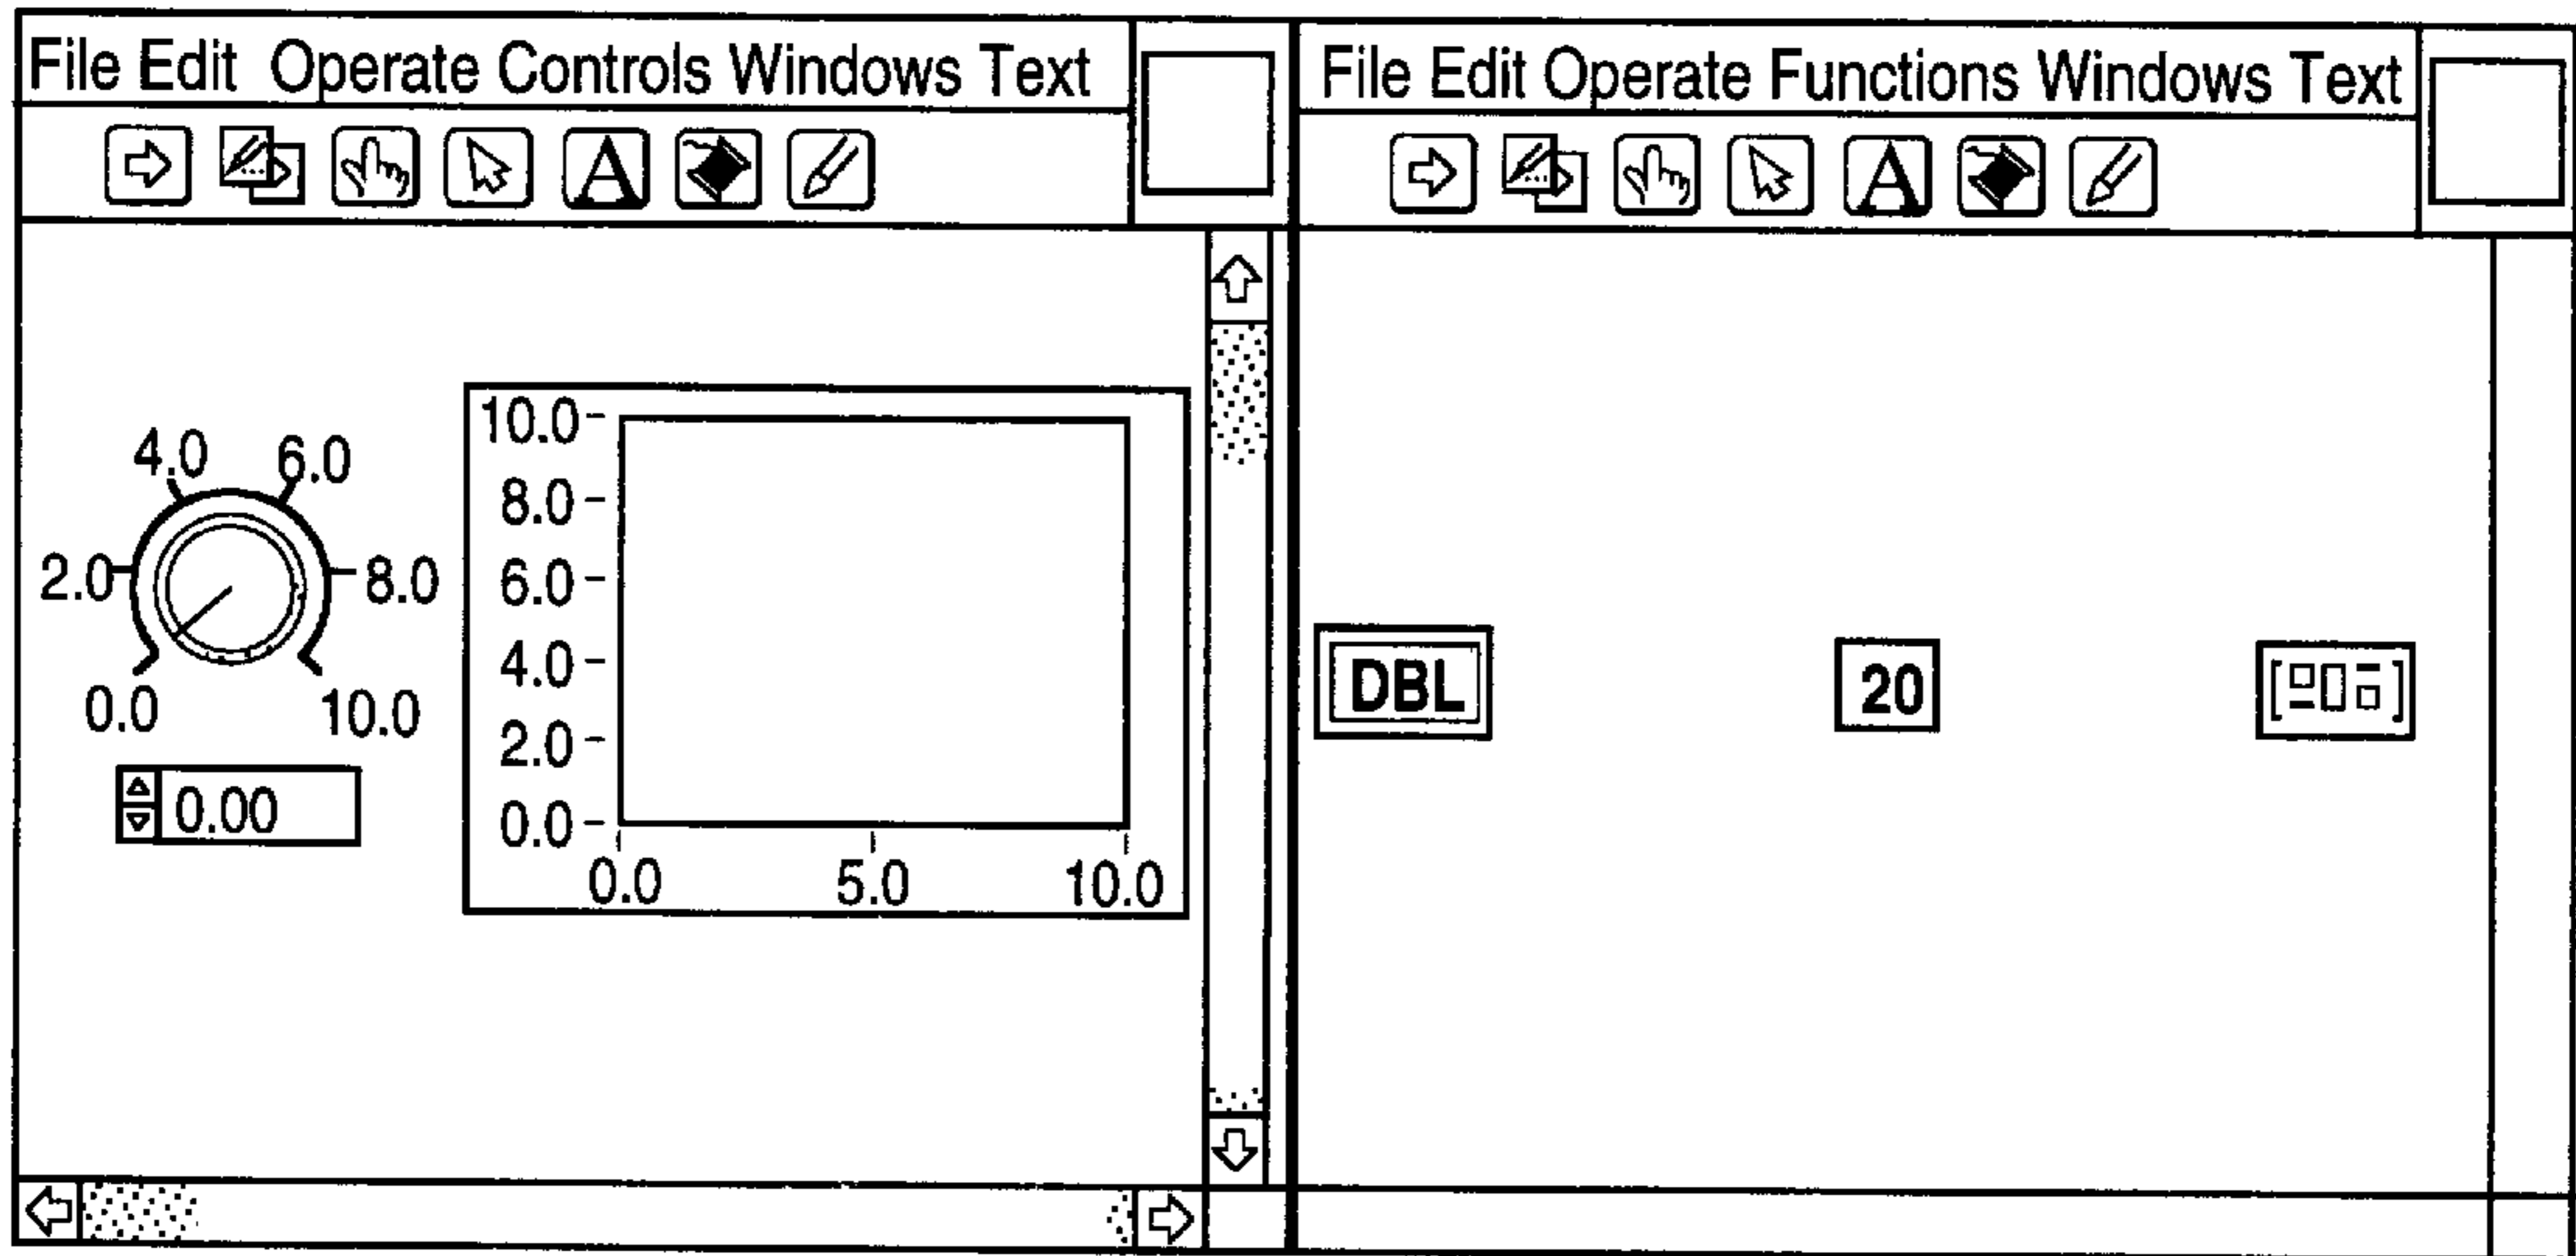 File Edit Operate Controls Windows Text
A
4.0 6.0
2.0 8.0
0.0 10.0
0.00
10.0
8.0
6.0
4.0
2.0
0.0
0.0 5.0 10.0
File Edit Operate Functions Windows Text
A
DBL
20